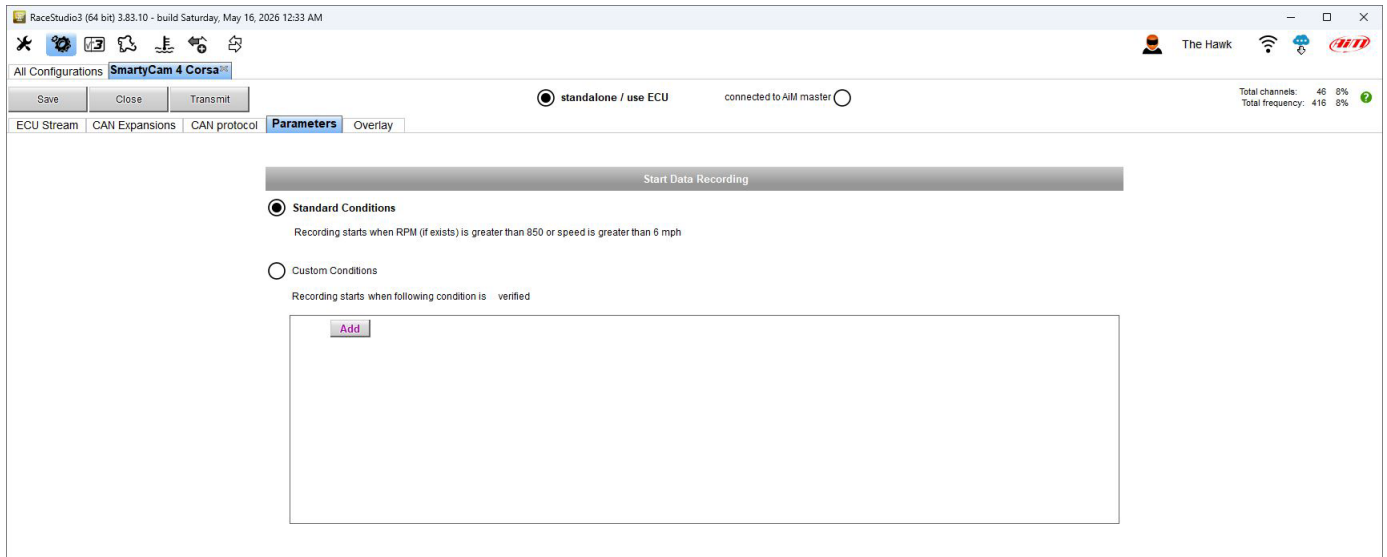 RaceStudio3 (64 bit) 3.83.10 - build Saturday, May 16, 2026 12:33 AM
The Hawk
AiM
All Configurations SmartyCam 4 Corsa
Save Close Transmit standalone / use ECU connected to AiM master Total channels: 46 8%
Total frequency: 416 8%
ECU Stream CAN Expansions CAN protocol Parameters Overlay
Start Data Recording
Standard Conditions
Recording starts when RPM (if exists) is greater than 850 or speed is greater than 6 mph
Custom Conditions
Recording starts when following condition is verified
Add